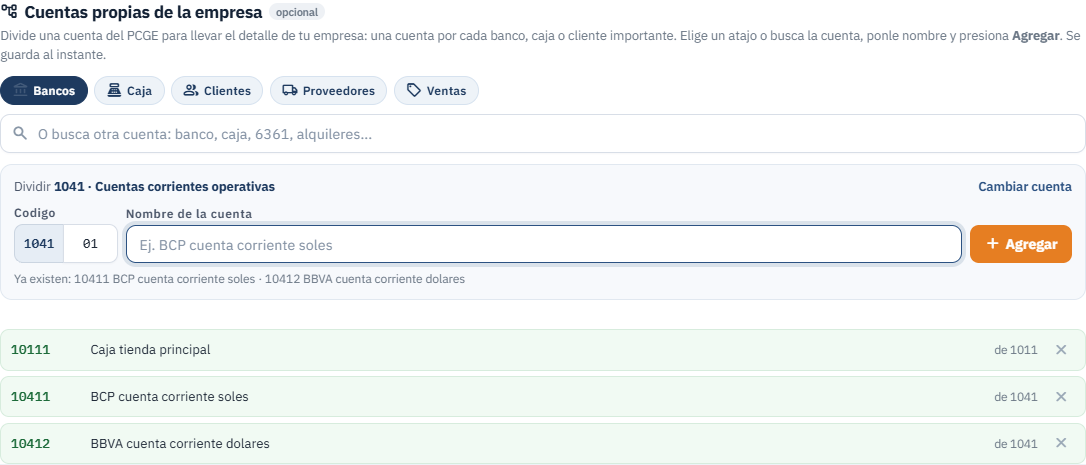 Cuentas propias de la empresa opcional
Divide una cuenta del PCGE para llevar el detalle de tu empresa: una cuenta por cada banco, caja o cliente importante. Elige un atajo o busca la cuenta, ponle nombre y presiona Agregar. Se
guarda al instante.
Bancos Caja Clientes Proveedores Ventas
O busca otra cuenta: banco, caja, 6361, alquileres...
Dividir 1041 · Cuentas corrientes operativas Cambiar cuenta
Codigo Nombre de la cuenta
1041 01 Ej. BCP cuenta corriente soles + Agregar
Ya existen: 10411 BCP cuenta corriente soles · 10412 BBVA cuenta corriente dolares
10111 Caja tienda principal de 1011 ×
10411 BCP cuenta corriente soles de 1041 ×
10412 BBVA cuenta corriente dolares de 1041 ×